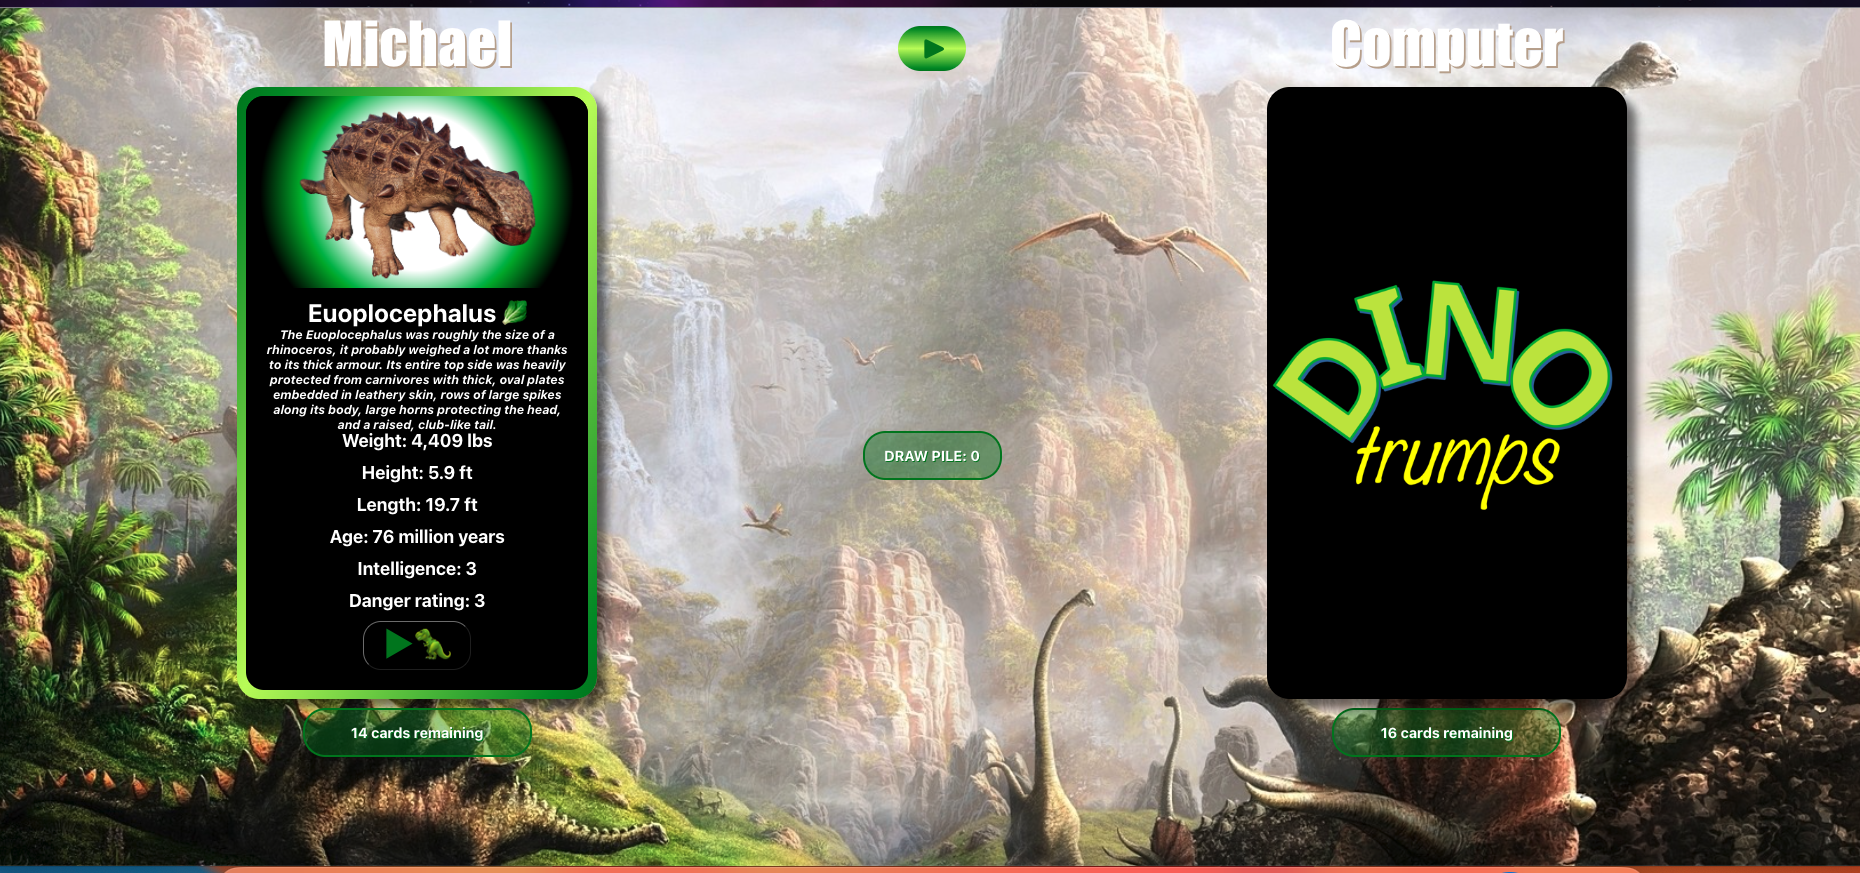 Michael
Computer
Euoplocephalus
The Euoplocephalus was roughly the size of a
rhinoceros, it probably weighed a lot more thanks
to its thick armour. Its entire top side was heavily
protected from carnivores with thick, oval plates
embedded in leathery skin, rows of large spikes
along its body, large horns protecting the head,
and a raised, club-like tail.
Weight: 4,409 lbs
Height: 5.9 ft
Length: 19.7 ft
Age: 76 million years
Intelligence: 3
Danger rating: 3
14 cards remaining
DRAW PILE: 0
DINO
trumps
16 cards remaining